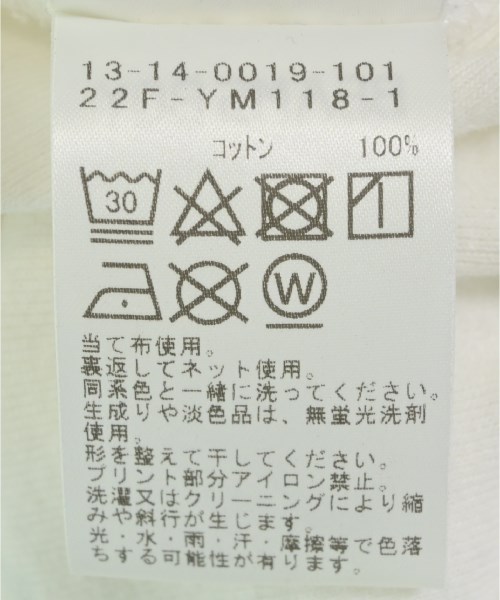 13-14-0019-101
22F-YM118-1
コットン 100%
30
W
当て布使用。
裏返してネット使用。
同系色と一緒に洗ってください。
生成りや淡色品は、無蛍光洗剤
使用。
形を整えて干してください。
プリント部分アイロン禁止。
洗濯又はクリーニングにより縮
みや斜行が生じます。
光・水・雨・汗・摩擦等で色落
ちする可能性が有ります。